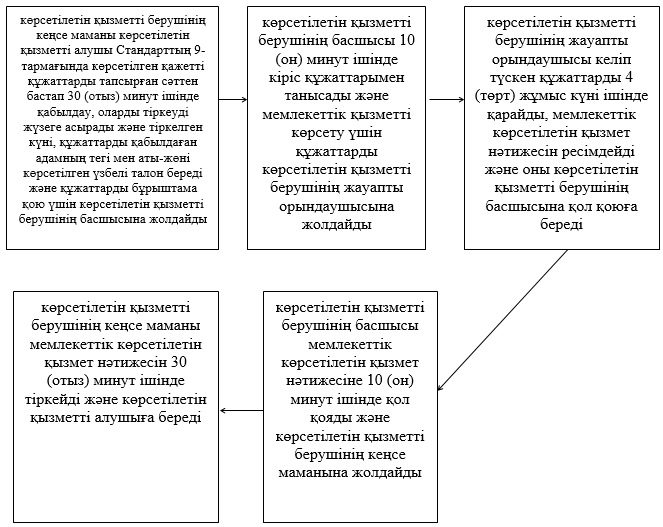 көрсетілетін қызметті берушінің
кеңсе маманы көрсетілетін
қызметті алушы Стандарттың 9-
тармағында көрсетілген қажетті
құжаттарды тапсырған сәттен
бастап 30 (отыз) минут ішінде
қабылдау, оларды тіркеуді
жүзеге асырады және тіркелген
күні, құжаттарды қабылдаған
адамның тегі мен аты-жөні
көрсетілген үзбелі талон береді
және құжаттарды бұрыштама
қою үшін көрсетілетін қызметті
берушінің басшысына жолдайды
көрсетілетін қызметті
берушінің басшысы 10
(он) минут ішінде
кіріс құжаттарымен
танысады және
мемлекеттік қызметті
көрсету үшін
құжаттарды
көрсетілетін қызметті
берушінің жауапты
орындаушысына
жолдайды
көрсетілетін қызметті
берушінің жауапты
орындаушысы келіп
түскен құжаттарды 4
(төрт) жұмыс күні ішінде
қарайды, мемлекеттік
көрсетілетін қызмет
нәтижесін ресімдейді
және оны көрсетілетін
қызметті берушінің
басшысына қол қоюға
береді
көрсетілетін қызметті
берушінің басшысы
мемлекеттік
көрсетілетін қызмет
нәтижесіне 10 (он)
минут ішінде қол
қояды және
көрсетілетін қызметті
берушінің кеңсе
маманына жолдайды
көрсетілетін қызметті
берушінің кеңсе маманы
мемлекеттік көрсетілетін
қызмет нәтижесін 30
(отыз) минут ішінде
тіркейді және көрсетілетін
қызметті алушыға береді